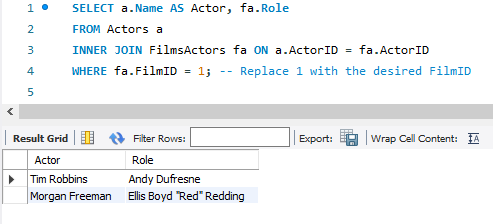 1 SELECT a.Name AS Actor, fa.Role
2 FROM Actors a
3 INNER JOIN FilmsActors fa ON a.ActorID = fa.ActorID
4 WHERE fa.FilmID = 1; -- Replace 1 with the desired FilmID
5
Result Grid Filter Rows: Export: Wrap Cell Content: IA
Actor Role
Tim Robbins Andy Dufresne
Morgan Freeman Ellis Boyd "Red" Redding